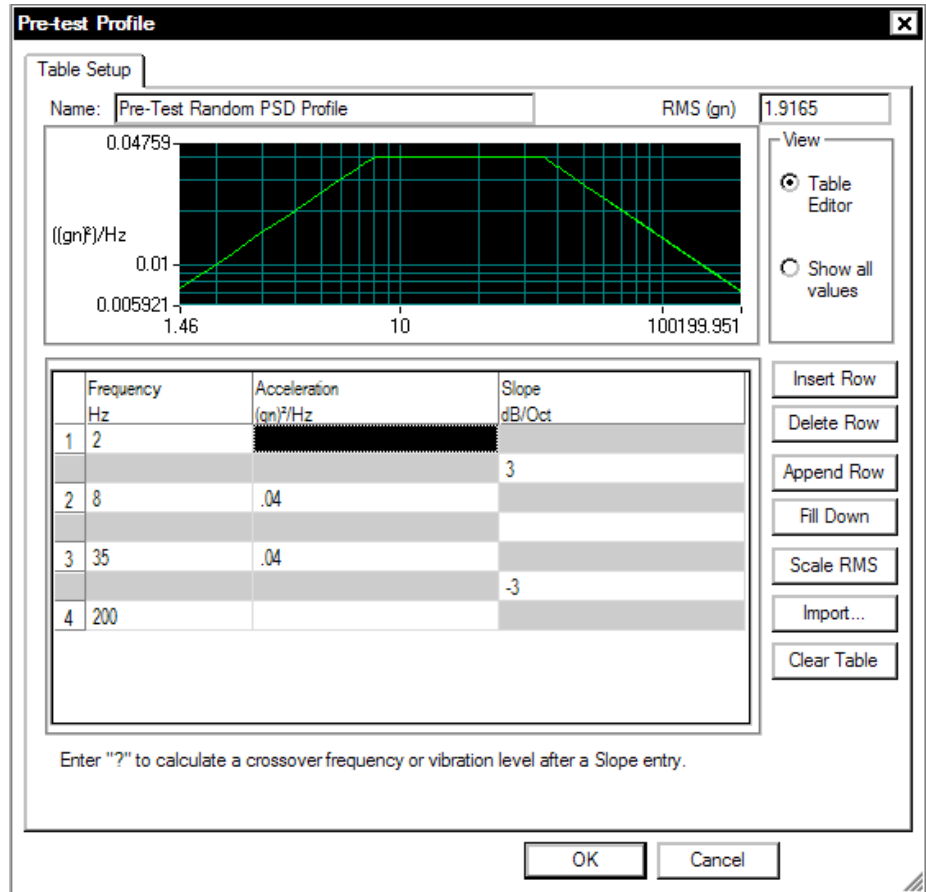 Pre-test Profile
Table Setup
Name: Pre-Test Random PSD Profile RMS (gn) 1.9165
0.04759
((gn)²)/Hz
0.01
0.005921
1.46 10 100199.951
View
Table
Editor
Show all
values
Frequency Acceleration Slope
Hz (gn)²/Hz dB/Oct
1 2
3
2 8 .04
3 35 .04
-3
4 200
Insert Row
Delete Row
Append Row
Fill Down
Scale RMS
Import...
Clear Table
Enter "?" to calculate a crossover frequency or vibration level after a Slope entry.
OK Cancel